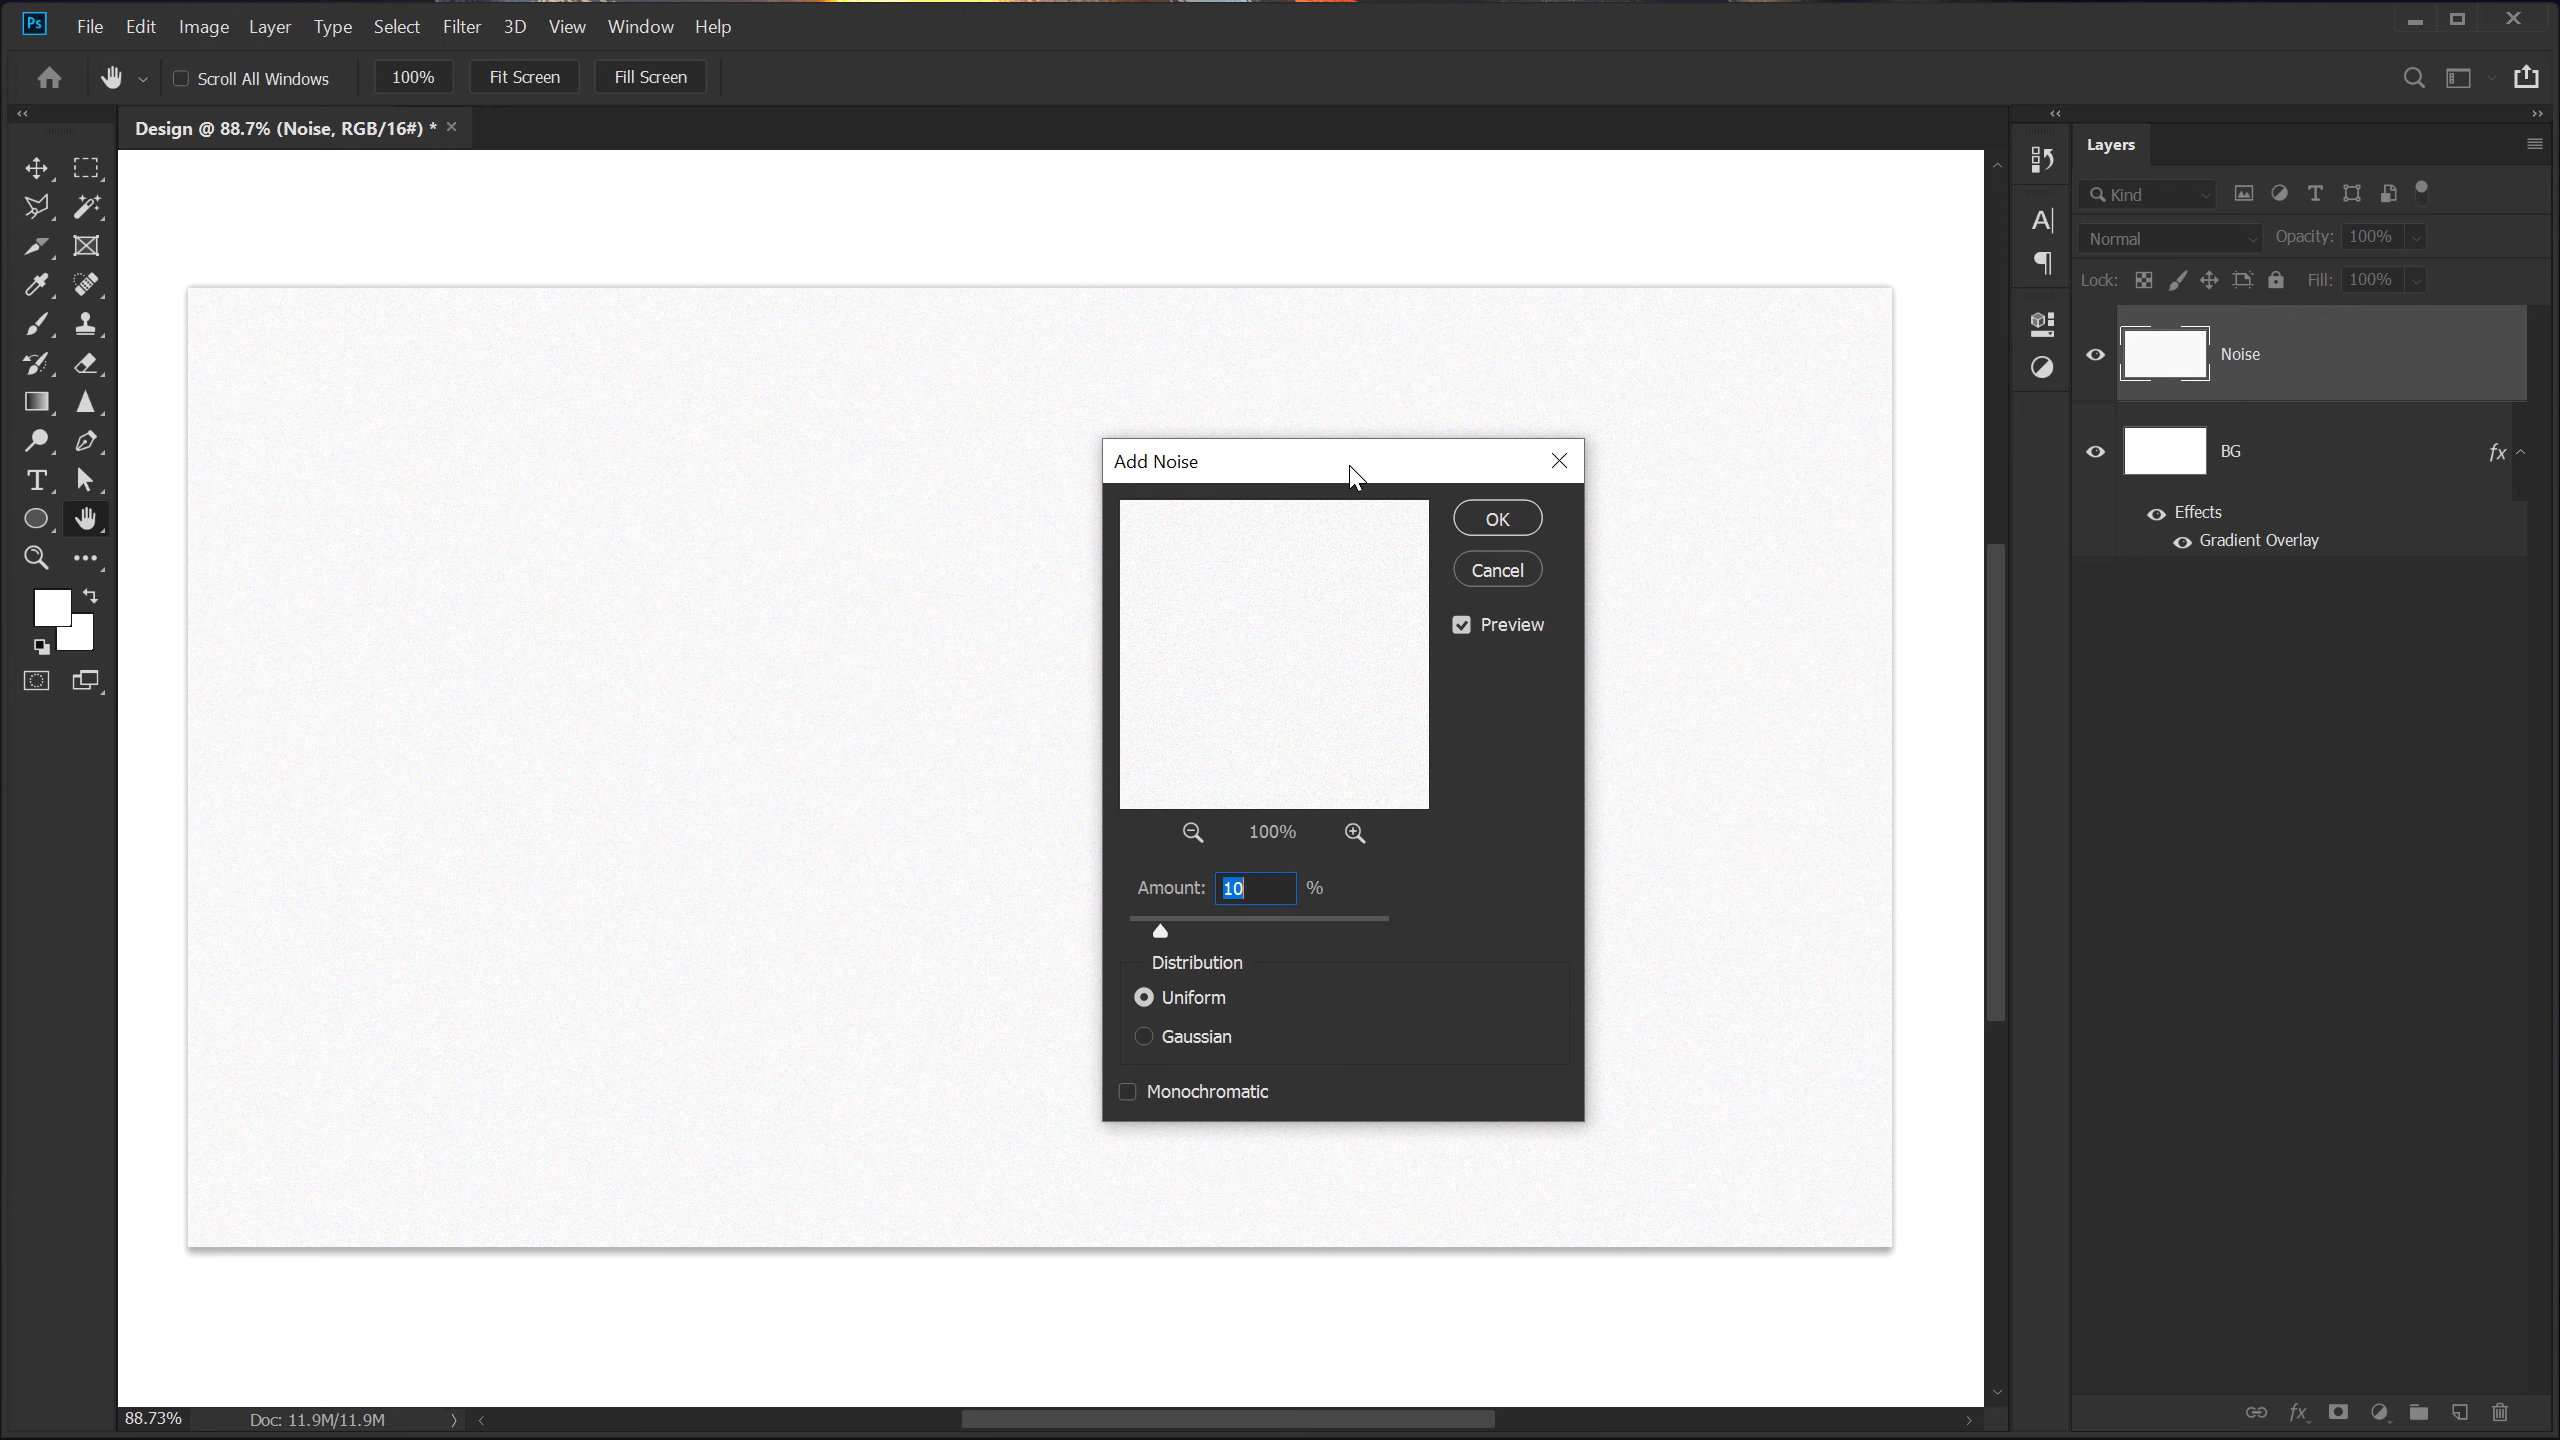 Ps File Edit Image Layer Type Select Filter 3D View Window Help
Scroll All Windows 100% Fit Screen Fill Screen
Design @ 88.7% (Noise, RGB/16#) *
Layers
Kind
Normal Opacity: 100%
Lock: Fill: 100%
Noise
BG fx
Effects
Gradient Overlay
Add Noise
OK
Cancel
Preview
100%
Amount: 10 %
Distribution
Uniform
Gaussian
Monochromatic
88.73% Doc: 11.9M/11.9M